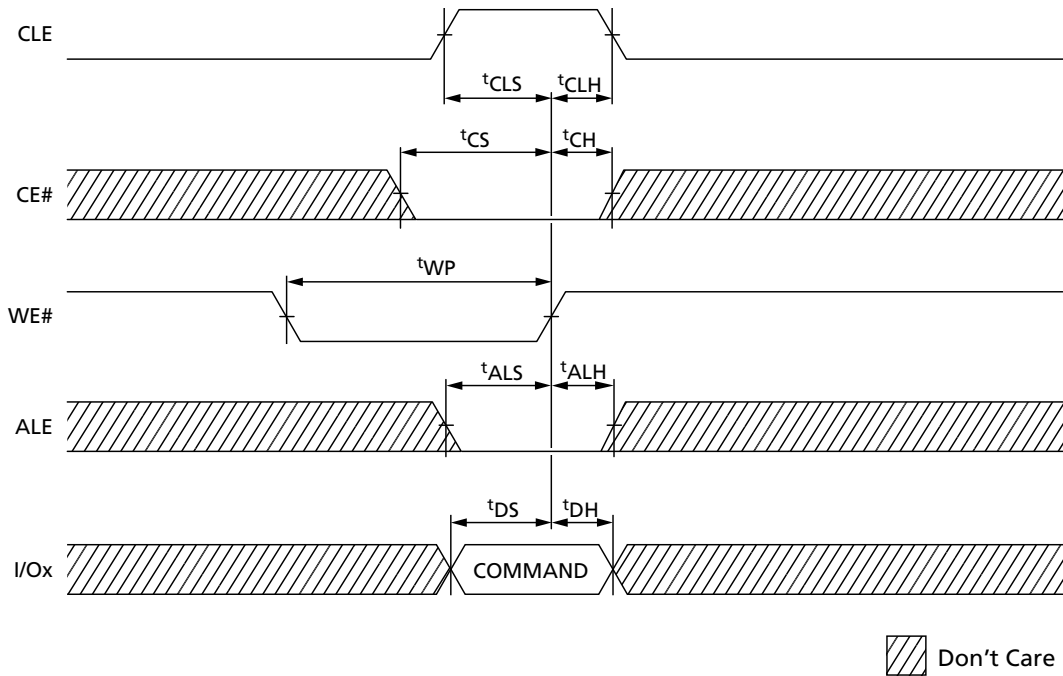 CLE
tCLS
tCLH
tCS
tCH
CE#
tWP
WE#
tALS
tALH
ALE
tDS
tDH
I/Ox
COMMAND
Don't Care